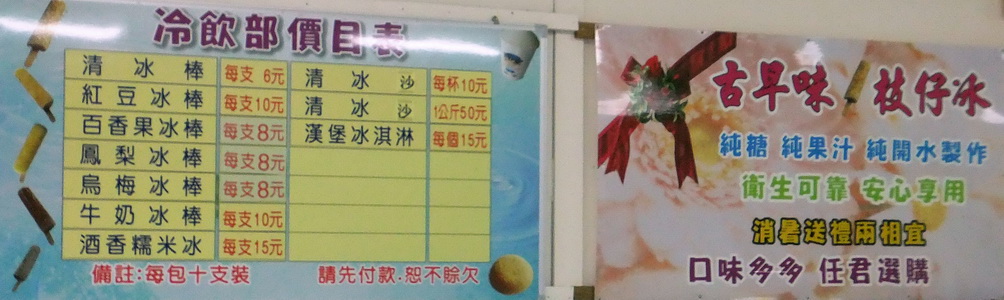 冷飲部價目表
清冰棒 每支6元 清冰沙 每杯10元
紅豆冰棒 每支10元 清冰沙 1公斤50元
百香果冰棒 每支8元 漢堡冰淇淋 每個15元
鳳梨冰棒 每支8元
烏梅冰棒 每支8元
牛奶冰棒 每支10元
酒香糯米冰 每支15元
備註:每包十支裝 請先付款.恕不賒欠
古早味 枝仔冰
純糖 純果汁 純開水製作
衛生可靠 安心享用
消暑送禮兩相宜
口味多多 任君選購